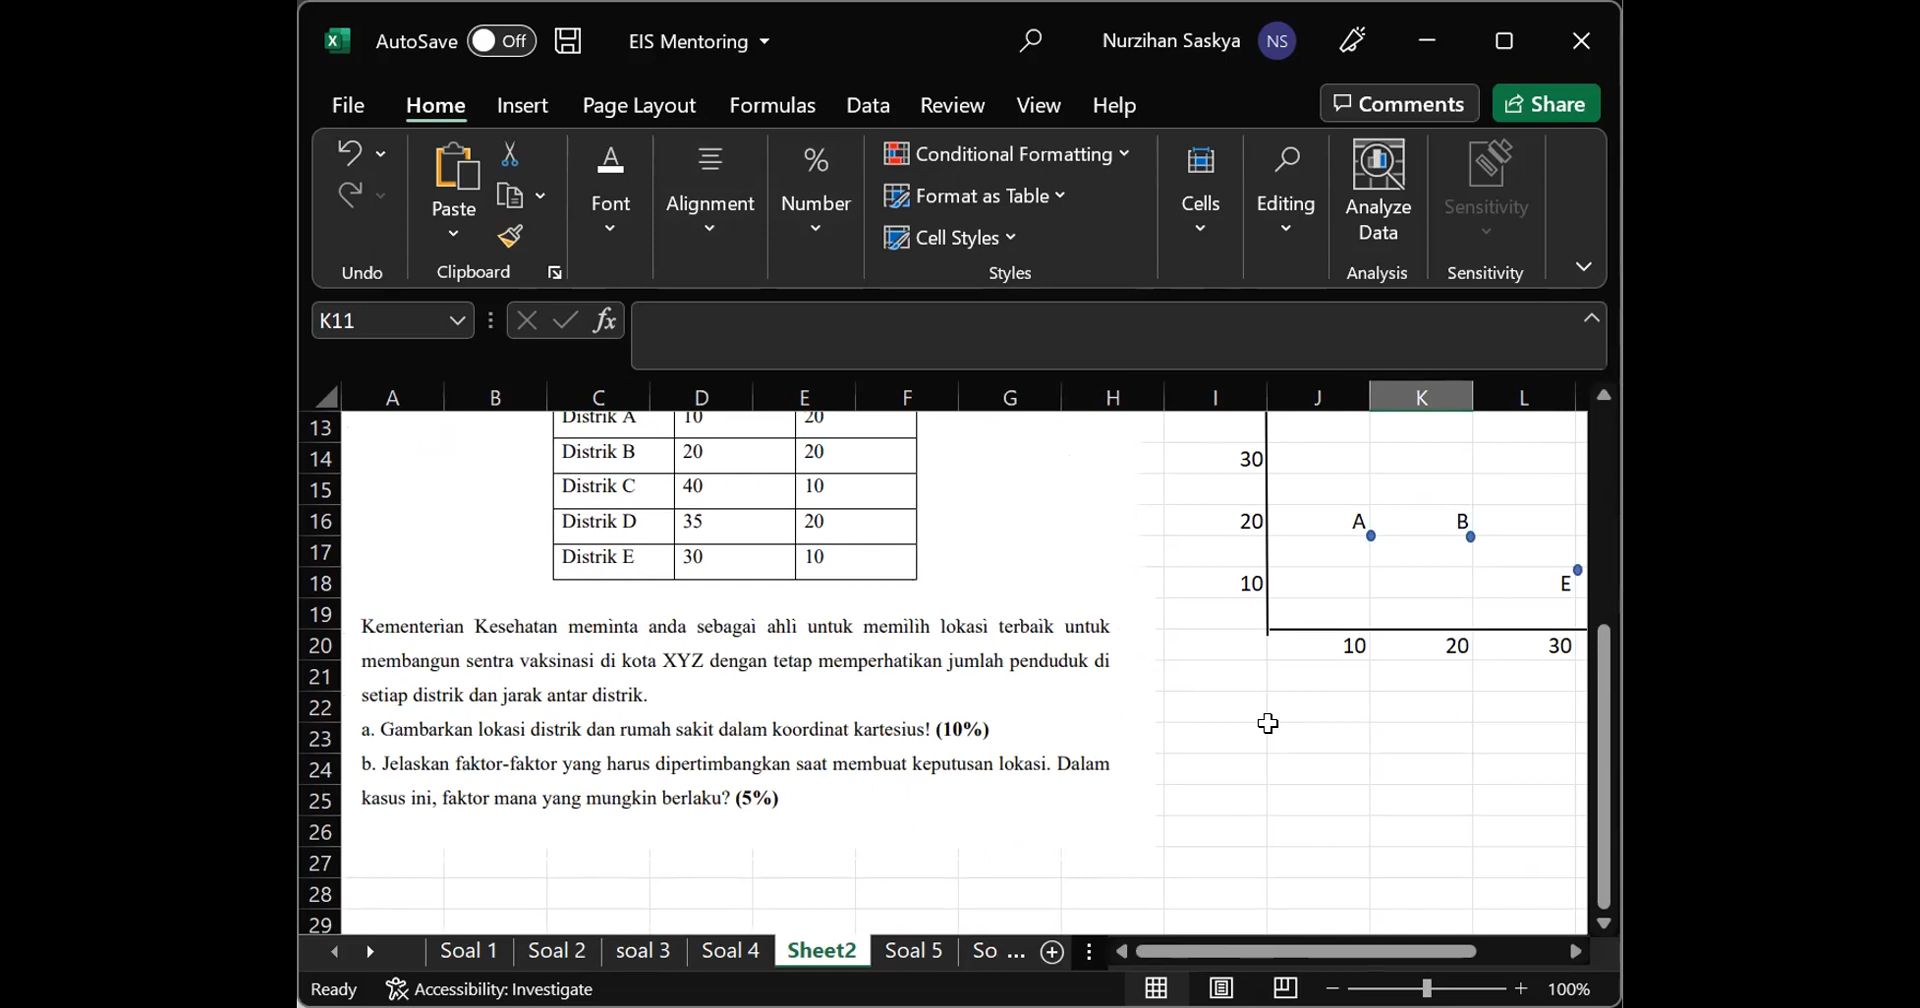 AutoSave Off EIS Mentoring Nurzihan Saskya NS
File Home Insert Page Layout Formulas Data Review View Help Comments Share
Paste Font Alignment Number Conditional Formatting Format as Table Cell Styles Cells Editing Analyze Data Sensitivity
Undo Clipboard Styles Analysis Sensitivity
K11 fx
A B C D E F G H I J K L
13 Distrik A 10 20
14 Distrik B 20 20 30
15 Distrik C 40 10
16 Distrik D 35 20 20 A B
17 Distrik E 30 10
18 10 E
19 Kementerian Kesehatan meminta anda sebagai ahli untuk memilih lokasi terbaik untuk
20 membangun sentra vaksinasi di kota XYZ dengan tetap memperhatikan jumlah penduduk di 10 20 30
21 setiap distrik dan jarak antar distrik.
22
23 a. Gambarkan lokasi distrik dan rumah sakit dalam koordinat kartesius! (10%)
24 b. Jelaskan faktor-faktor yang harus dipertimbangkan saat membuat keputusan lokasi. Dalam
25 kasus ini, faktor mana yang mungkin berlaku? (5%)
26
27
28
29
Soal 1 Soal 2 soal 3 Soal 4 Sheet2 Soal 5 So ...
Ready Accessibility: Investigate 100%